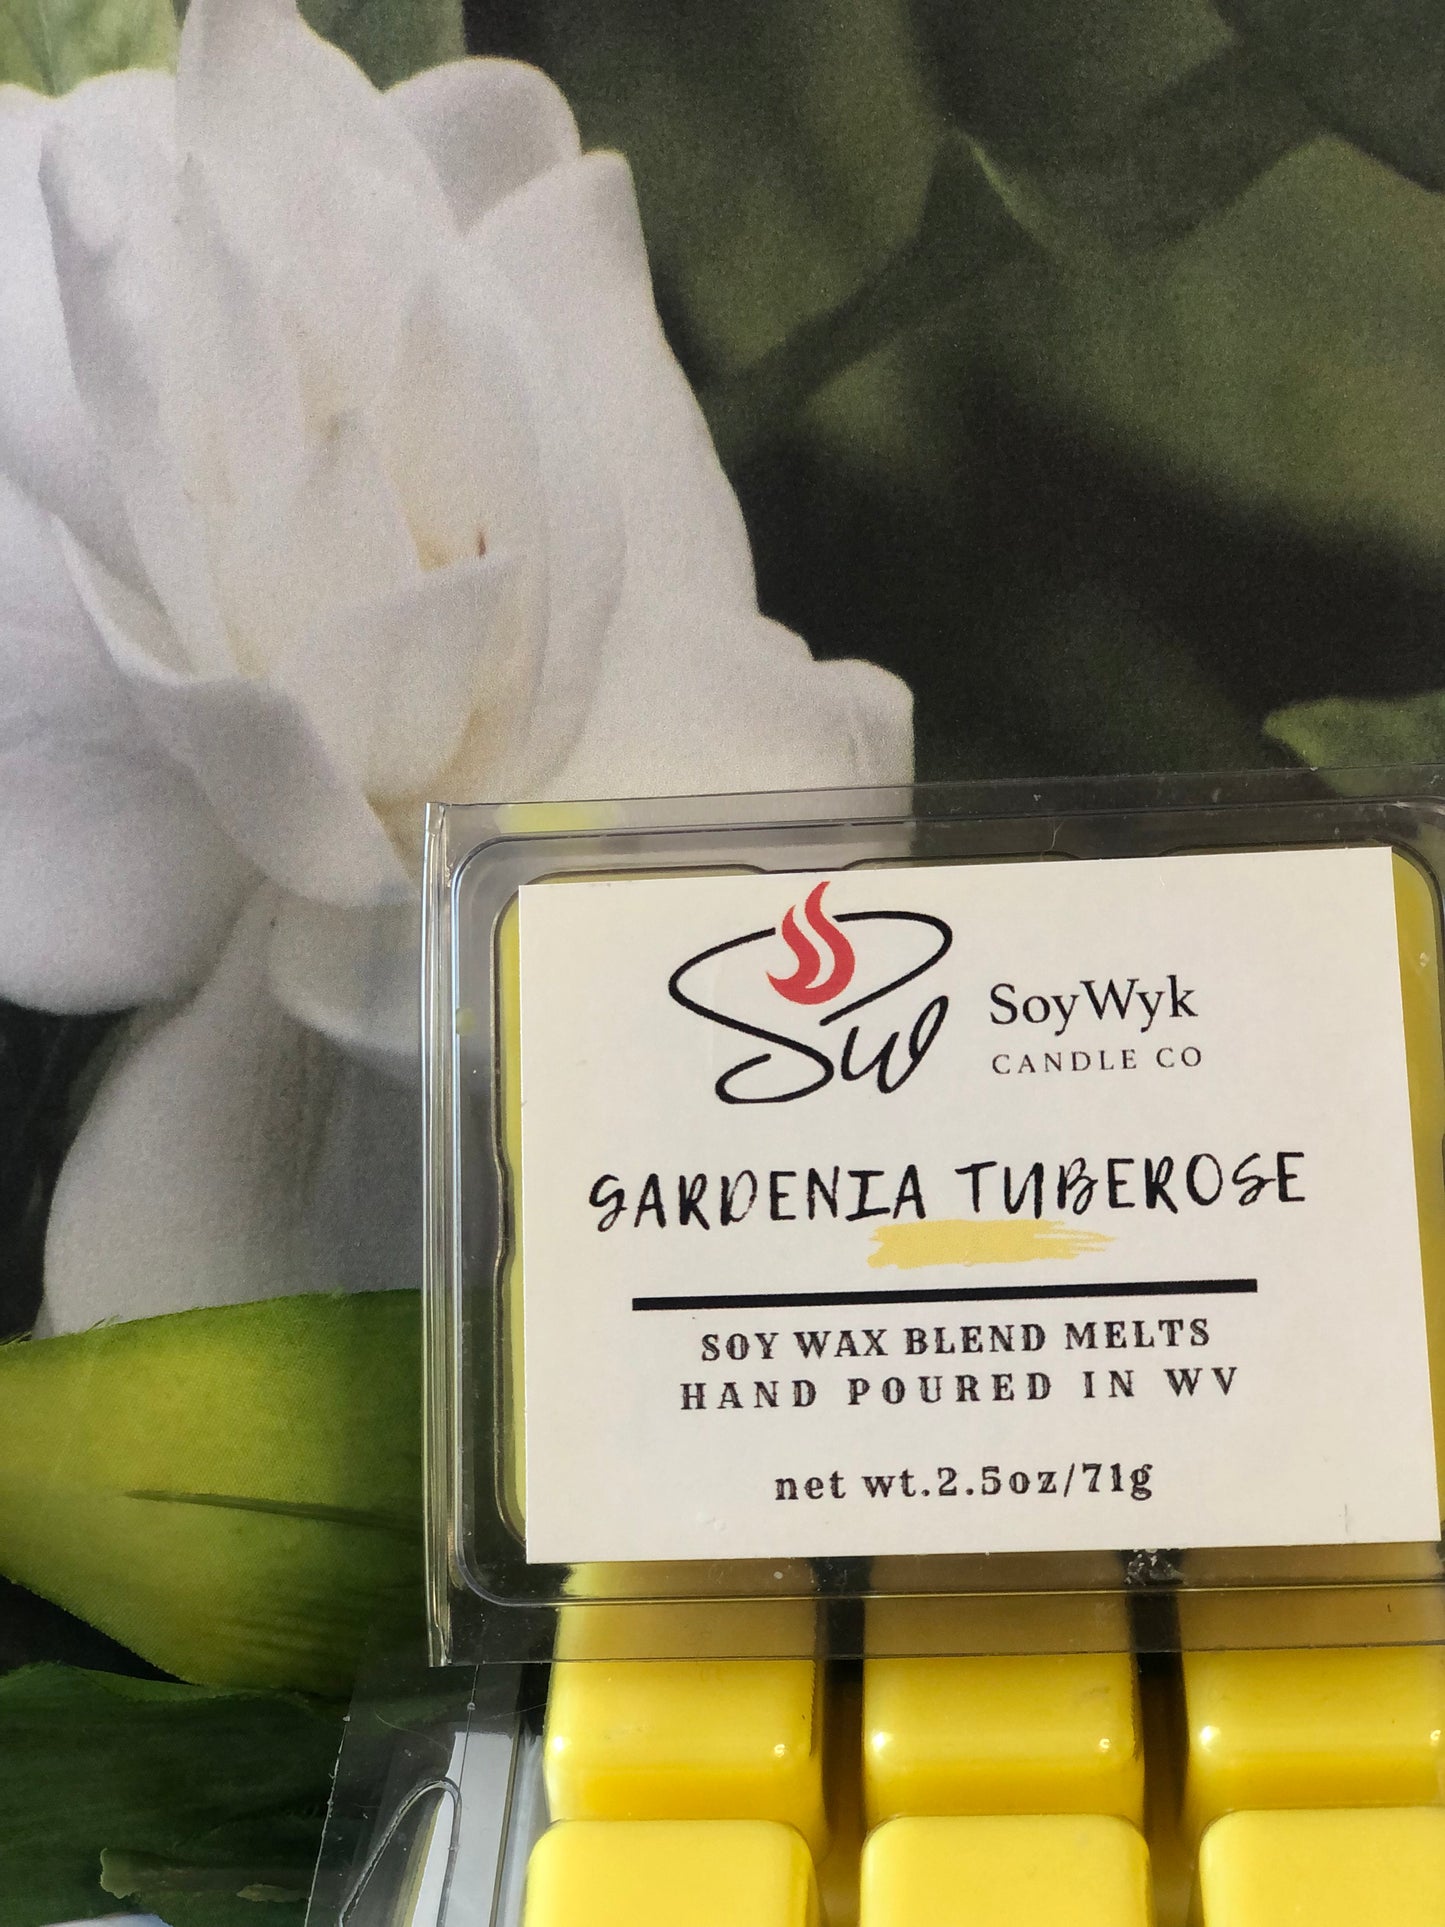 Sw
SoyWyk
CANDLE CO
GARDENIA TUBEROSE
SOY WAX BLEND MELTS
HAND POURED IN WV
net wt.2.5oz/71g